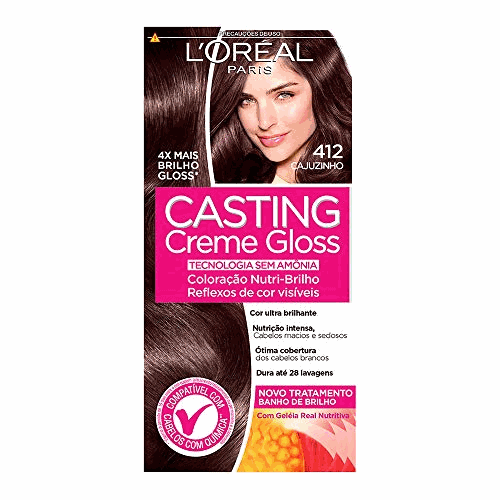 PRECAUÇÕES DE USO
L'ORÉAL
PARIS
4X MAIS
BRILHO
GLOSS*
412
CAJUZINHO
CASTING
Creme Gloss
TECNOLOGIA SEM AMÔNIA
Coloração Nutri-Brilho
Reflexos de cor visíveis
Cor ultra brilhante
Nutrição intensa,
Cabelos macios e sedosos
Ótima cobertura
dos cabelos brancos
Dura até 28 lavagens
NOVO TRATAMENTO
BANHO DE BRILHO
Com Geléia Real Nutritiva
COMPATÍVEL COM
CABELOS COM QUÍMICA*